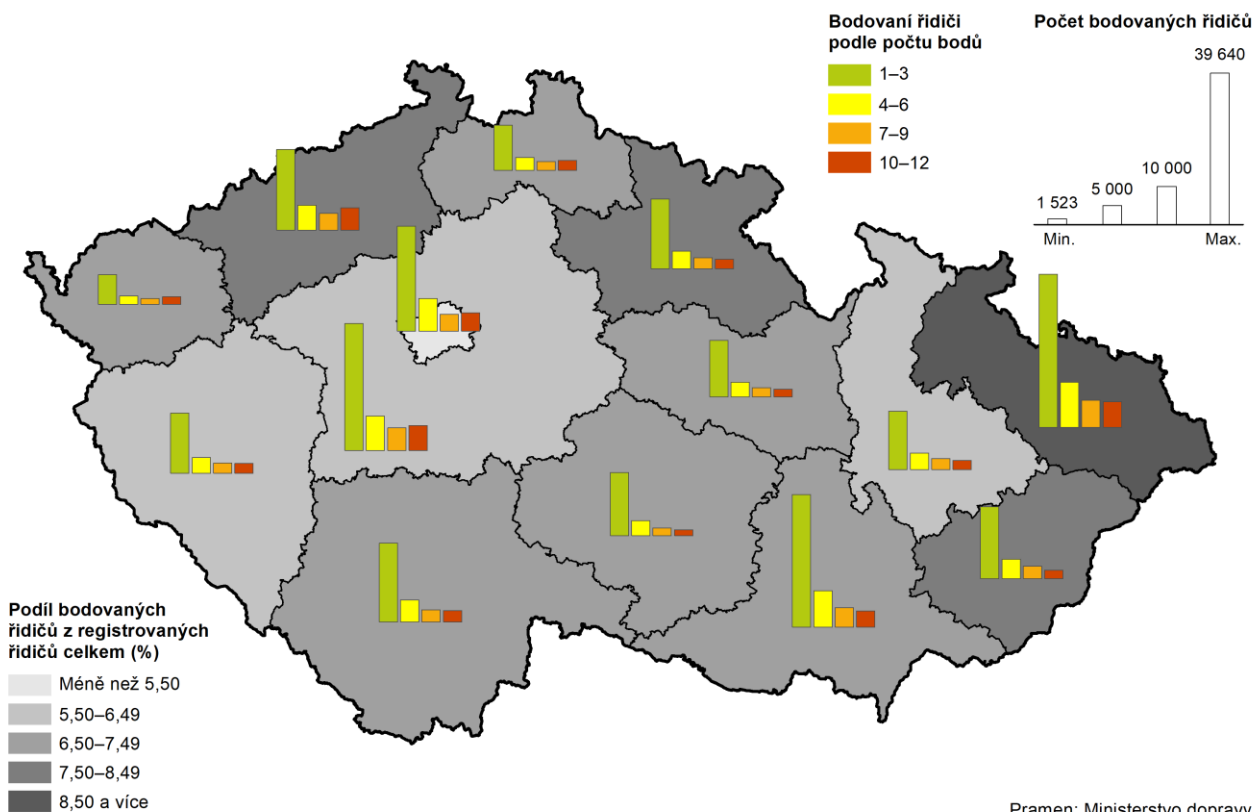 Bodovaní řidiči
podle počtu bodů
1–3
4–6
7–9
10–12
Počet bodovaných řidičů
39 640
10 000
5 000
1 523
Min.
Max.
Podíl bodovaných
řidičů z registrovaných
řidičů celkem (%)
Méně než 5,50
5,50–6,49
6,50–7,49
7,50–8,49
8,50 a více
Pramen: Ministerstvo dopravy